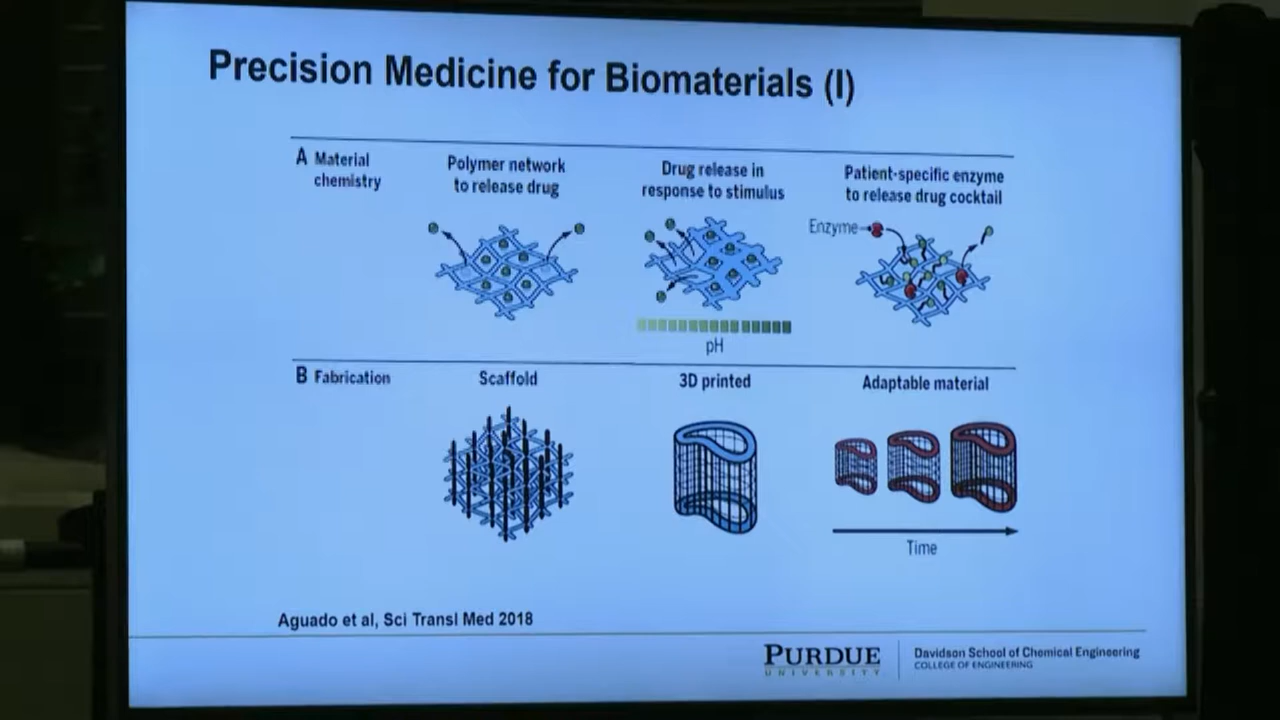 Precision Medicine for Biomaterials (I)
A Material
chemistry
Polymer network
to release drug
Drug release in
response to stimulus
Patient-specific enzyme
to release drug cocktail
Enzyme
pH
B Fabrication
Scaffold
3D printed
Adaptable material
Time
Aguado et al, Sci Transl Med 2018
PURDUE
UNIVERSITY
Davidson School of Chemical Engineering
COLLEGE OF ENGINEERING